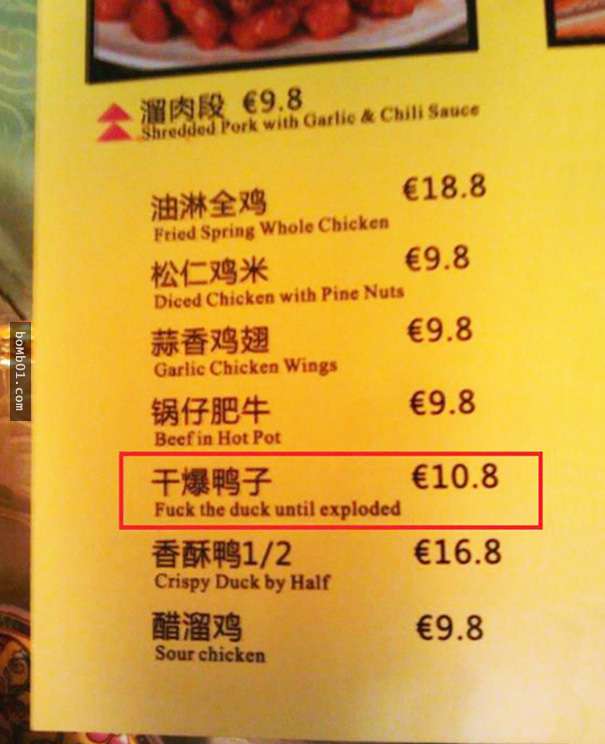 溜肉段 €9.8
Shredded Pork with Garlic & Chili Sauce
油淋全鸡 €18.8
Fried Spring Whole Chicken
松仁鸡米 €9.8
Diced Chicken with Pine Nuts
蒜香鸡翅 €9.8
Garlic Chicken Wings
锅仔肥牛 €9.8
Beef in Hot Pot
干爆鸭子 €10.8
Fuck the duck until exploded
香酥鸭1/2 €16.8
Crispy Duck by Half
醋溜鸡 €9.8
Sour chicken
boMb01.com